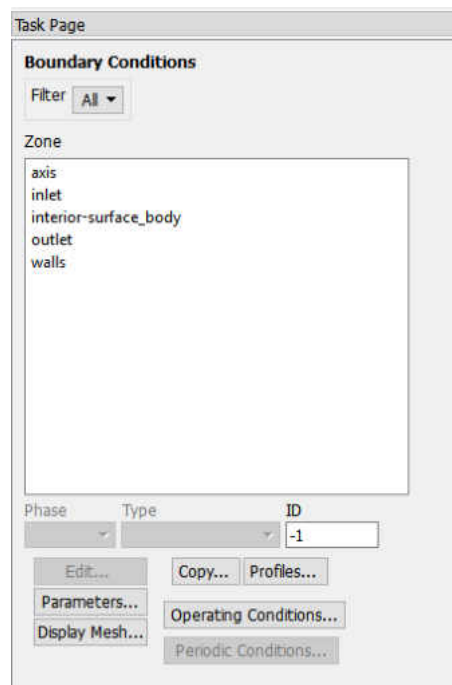 Task Page
Boundary Conditions
Filter All
Zone
axis
inlet
interior-surface_body
outlet
walls
Phase Type ID
-1
Edit... Copy... Profiles...
Parameters... Operating Conditions...
Display Mesh... Periodic Conditions...